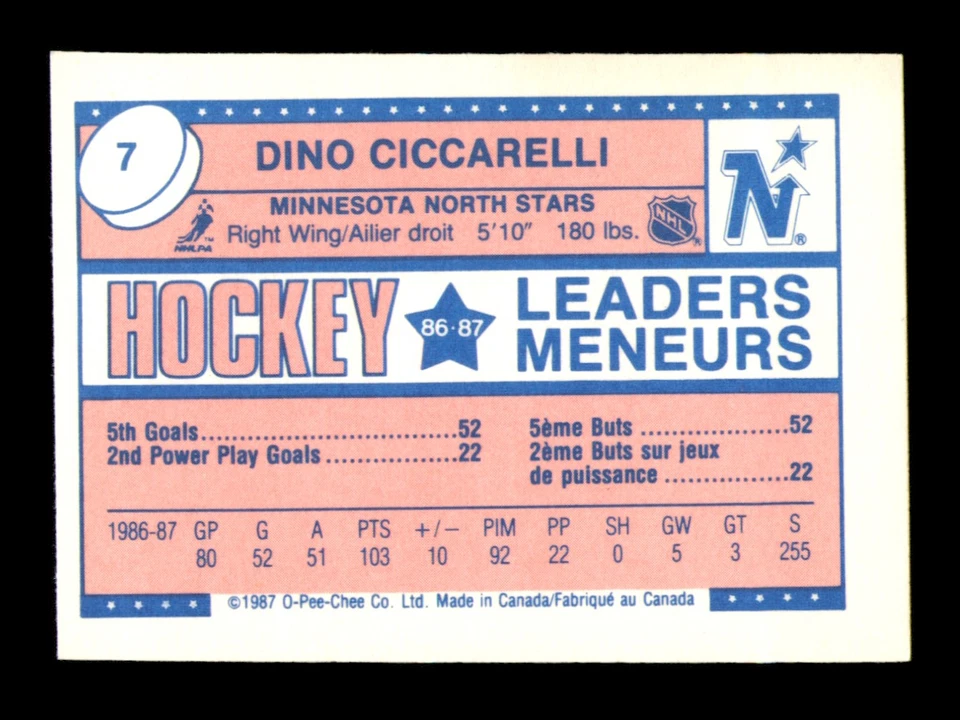 7
DINO CICCARELLI
MINNESOTA NORTH STARS
Right Wing/Ailier droit 5'10" 180 lbs.
NHLPA
TM
NHL
®
N
®
HOCKEY
86·87
LEADERS
MENEURS
5th Goals..................................52
2nd Power Play Goals..................22
5ème Buts ....................52
2ème Buts sur jeux
de puissance .................22
1986-87 GP G A PTS +/− PIM PP SH GW GT S
80 52 51 103 10 92 22 0 5 3 255
©1987 O-Pee-Chee Co. Ltd. Made in Canada/Fabriqué au Canada